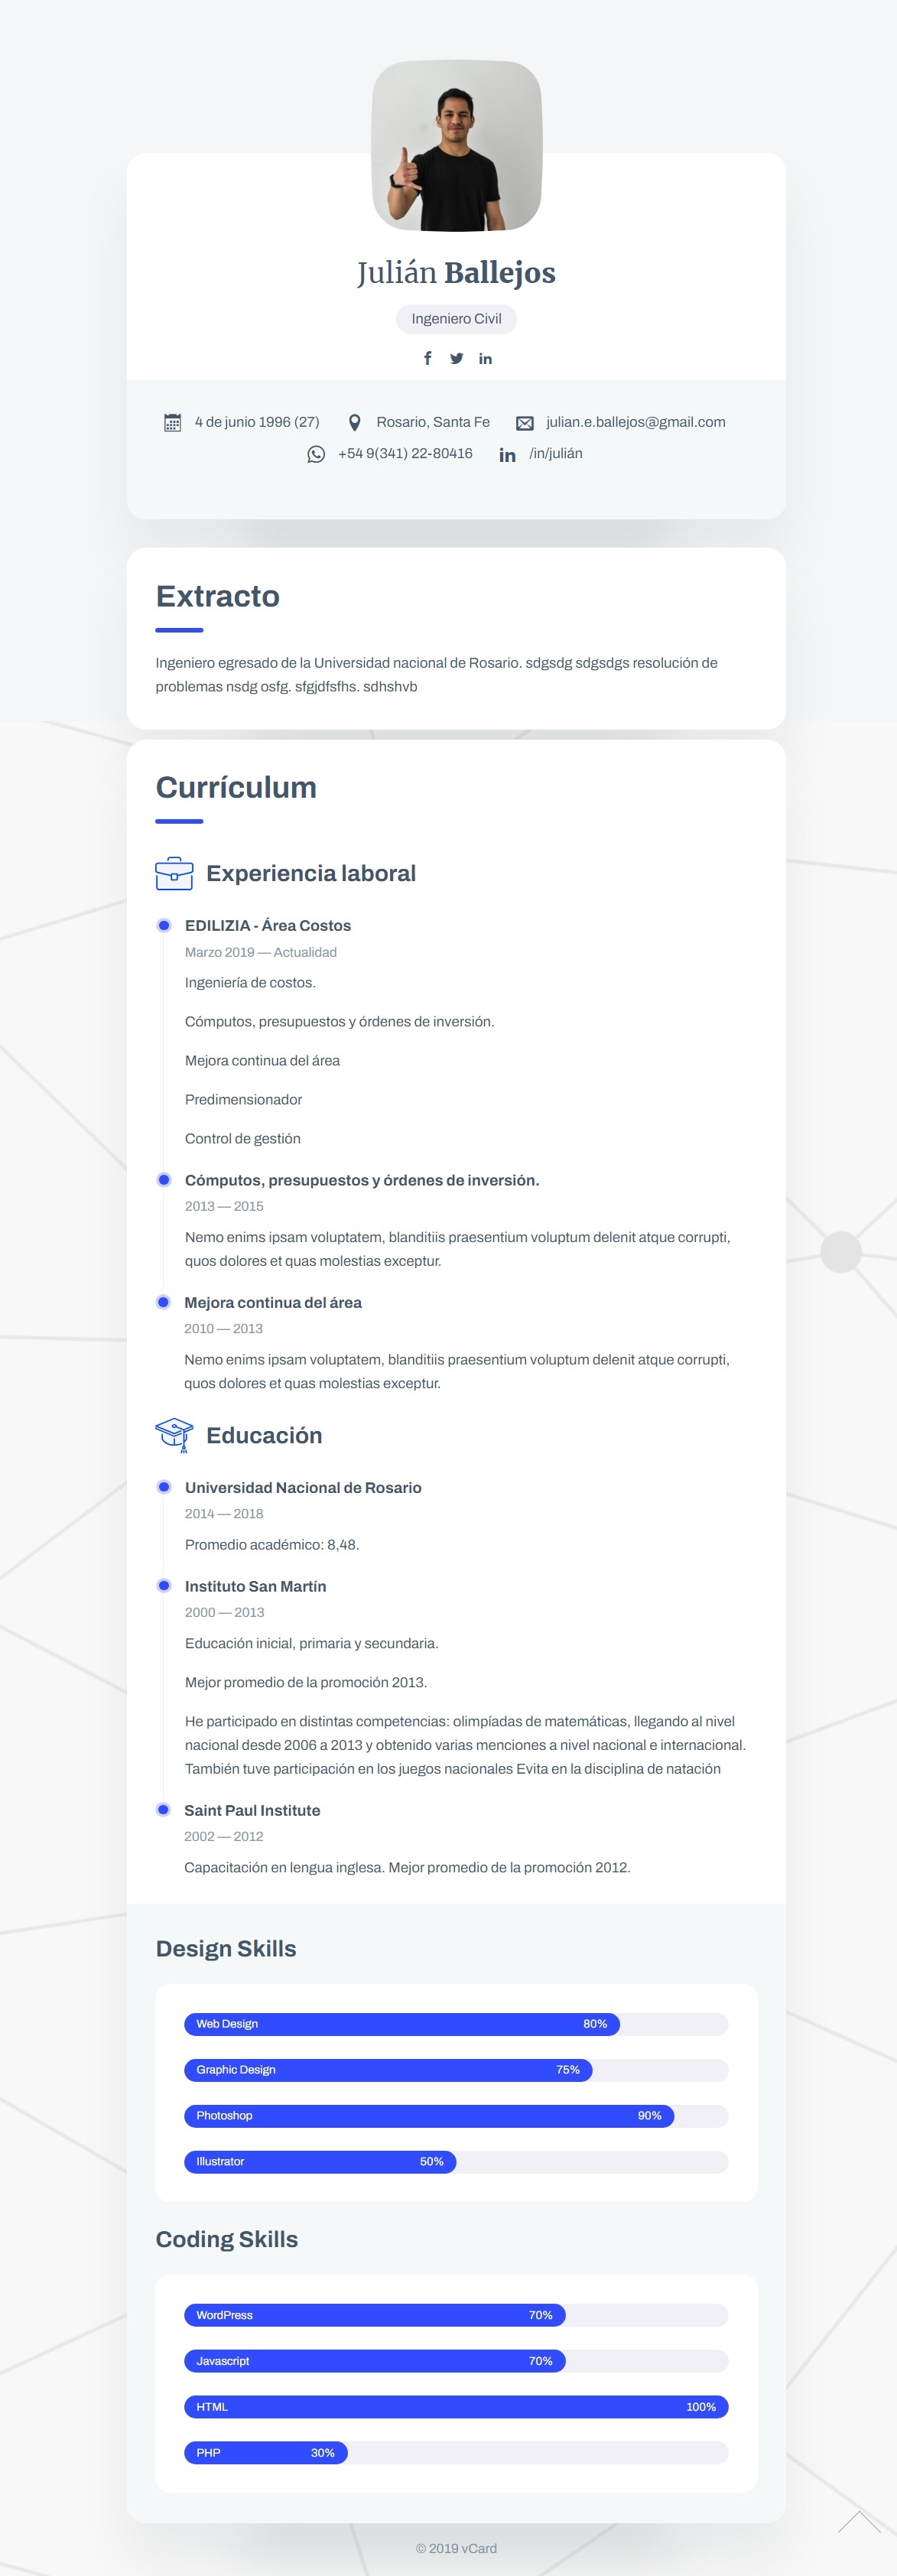 Julián Ballejos
Ingeniero Civil
4 de junio 1996 (27) Rosario, Santa Fe julian.e.ballejos@gmail.com
+54 9(341) 22-80416 /in/julián
Extracto
Ingeniero egresado de la Universidad nacional de Rosario. sdgsdg sdgsdgs resolución de
problemas nsdg osfg. sfgjdfsfhs. sdhshvb
Currículum
Experiencia laboral
EDILIZIA - Área Costos
Marzo 2019 — Actualidad
Ingeniería de costos.
Cómputos, presupuestos y órdenes de inversión.
Mejora continua del área
Predimensionador
Control de gestión
Cómputos, presupuestos y órdenes de inversión.
2013 — 2015
Nemo enims ipsam voluptatem, blanditiis praesentium voluptum delenit atque corrupti,
quos dolores et quas molestias exceptur.
Mejora continua del área
2010 — 2013
Nemo enims ipsam voluptatem, blanditiis praesentium voluptum delenit atque corrupti,
quos dolores et quas molestias exceptur.
Educación
Universidad Nacional de Rosario
2014 — 2018
Promedio académico: 8,48.
Instituto San Martín
2000 — 2013
Educación inicial, primaria y secundaria.
Mejor promedio de la promoción 2013.
He participado en distintas competencias: olimpíadas de matemáticas, llegando al nivel
nacional desde 2006 a 2013 y obtenido varias menciones a nivel nacional e internacional.
También tuve participación en los juegos nacionales Evita en la disciplina de natación
Saint Paul Institute
2002 — 2012
Capacitación en lengua inglesa. Mejor promedio de la promoción 2012.
Design Skills
Web Design 80%
Graphic Design 75%
Photoshop 90%
Illustrator 50%
Coding Skills
WordPress 70%
Javascript 70%
HTML 100%
PHP 30%
© 2019 vCard